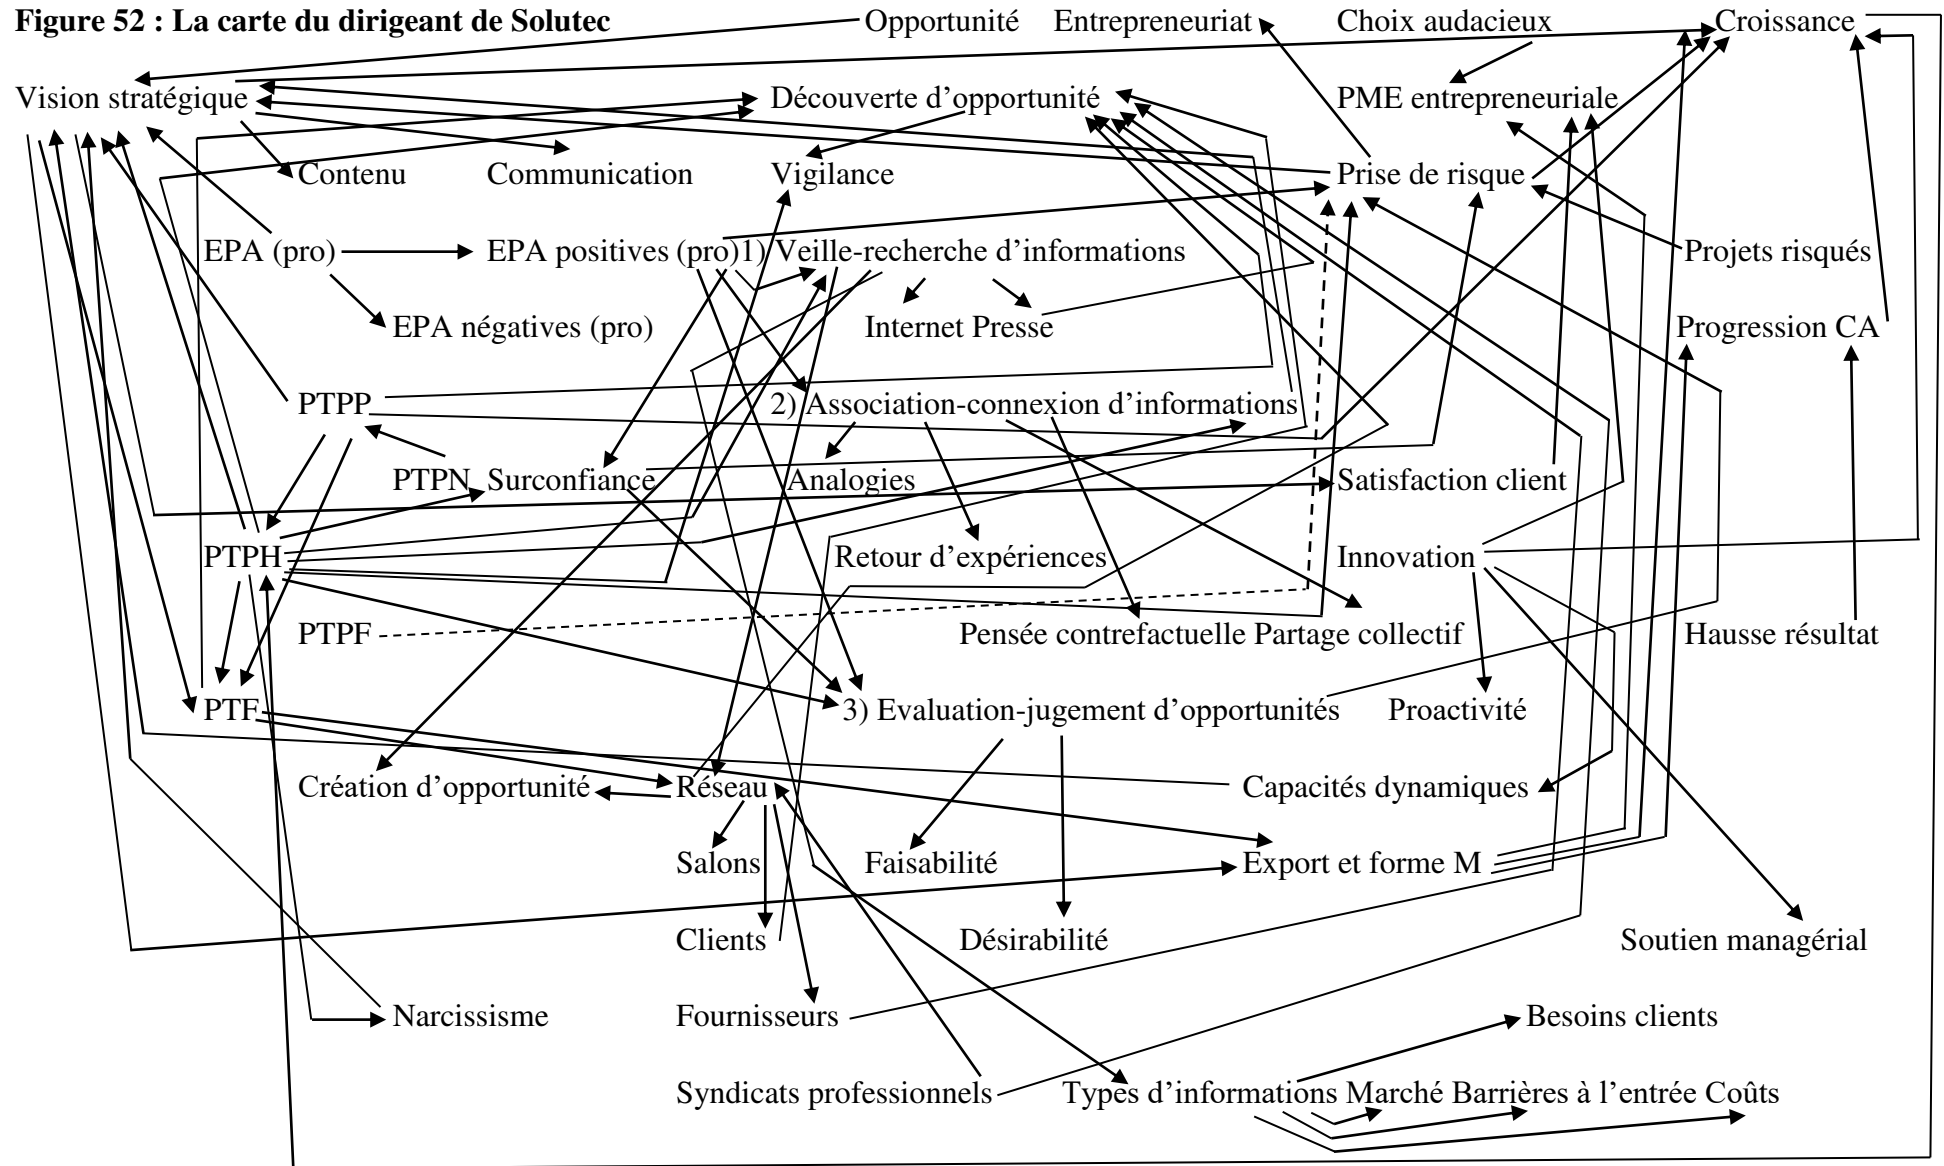 Figure 52 : La carte du dirigeant de Solutec
Opportunité Entrepreneuriat Choix audacieux Croissance
Vision stratégique Découverte d’opportunité PME entrepreneuriale
Contenu Communication Vigilance Prise de risque
EPA (pro) EPA positives (pro)1) Veille-recherche d’informations Projets risqués
EPA négatives (pro) Internet Presse Progression CA
PTPP 2) Association-connexion d’informations
PTPN Surconfiance Analogies Satisfaction client
PTPH Retour d’expériences Innovation
PTPF Pensée contrefactuelle Partage collectif Hausse résultat
PTF 3) Evaluation-jugement d’opportunités Proactivité
Création d’opportunité Réseau Capacités dynamiques
Salons Faisabilité Export et forme M
Clients Désirabilité Soutien managérial
Narcissisme Fournisseurs Besoins clients
Syndicats professionnels Types d’informations Marché Barrières à l’entrée Coûts